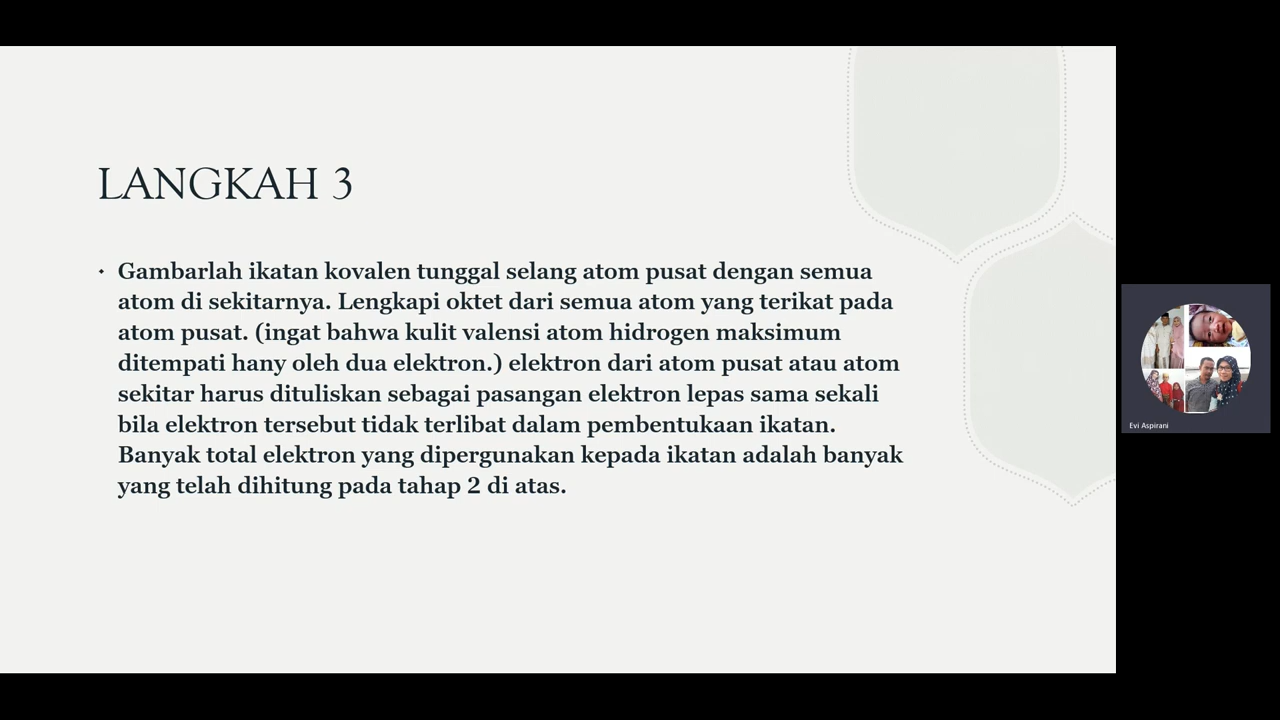 LANGKAH 3
Gambarlah ikatan kovalen tunggal selang atom pusat dengan semua
atom di sekitarnya. Lengkapi oktet dari semua atom yang terikat pada
atom pusat. (ingat bahwa kulit valensi atom hidrogen maksimum
ditempati hany oleh dua elektron.) elektron dari atom pusat atau atom
sekitar harus dituliskan sebagai pasangan elektron lepas sama sekali
bila elektron tersebut tidak terlibat dalam pembentukaan ikatan.
Banyak total elektron yang dipergunakan kepada ikatan adalah banyak
yang telah dihitung pada tahap 2 di atas.
Evi Aspirani